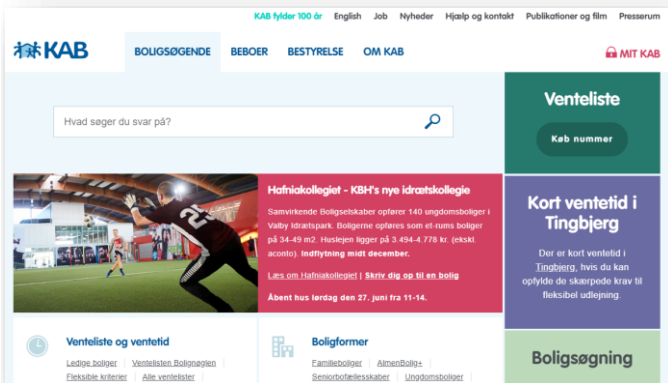 KAB fylder 100 år English Job Nyheder Hjælp og kontakt Publikationer og film Presserum
KAB
BOLIGSØGENDE BEBOER BESTYRELSE OM KAB
MIT KAB
Hvad søger du svar på?
Venteliste
Køb nummer
Hafniakollegiet - KBH's nye idrætskollegie
Samvirkende Boligselskaber opfører 140 ungdomsboliger i
Valby Idrætspark. Boligerne opføres som et-rums boliger
på 34-49 m2. Huslejen ligger på 3.494-4.778 kr. (ekskl.
aconto). Indflytning midt december.
Læs om Hafniakollegiet | Skriv dig op til en bolig
Åbent hus lørdag den 27. juni fra 11-14.
Kort ventetid i
Tingbjerg
Der er kort ventetid i
Tingbjerg, hvis du kan
opfylde de skærpede krav til
fleksibel udlejning.
Venteliste og ventetid
Ledige boliger Ventelisten Bolignøglen
Fleksible kriterier Alle ventelister
Boligformer
Familieboliger AlmenBolig+
Seniorbofællesskaber Ungdomsboliger
Boligsøgning